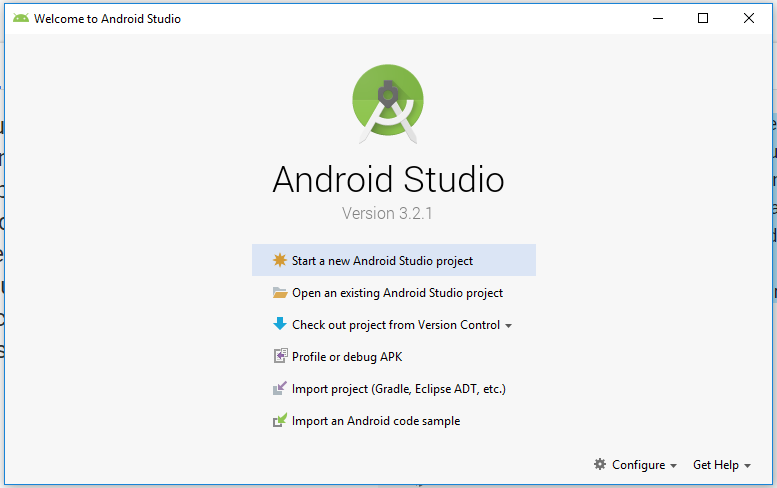 Welcome to Android Studio
Android Studio
Version 3.2.1
Start a new Android Studio project
Open an existing Android Studio project
Check out project from Version Control
Profile or debug APK
Import project (Gradle, Eclipse ADT, etc.)
Import an Android code sample
Configure Get Help